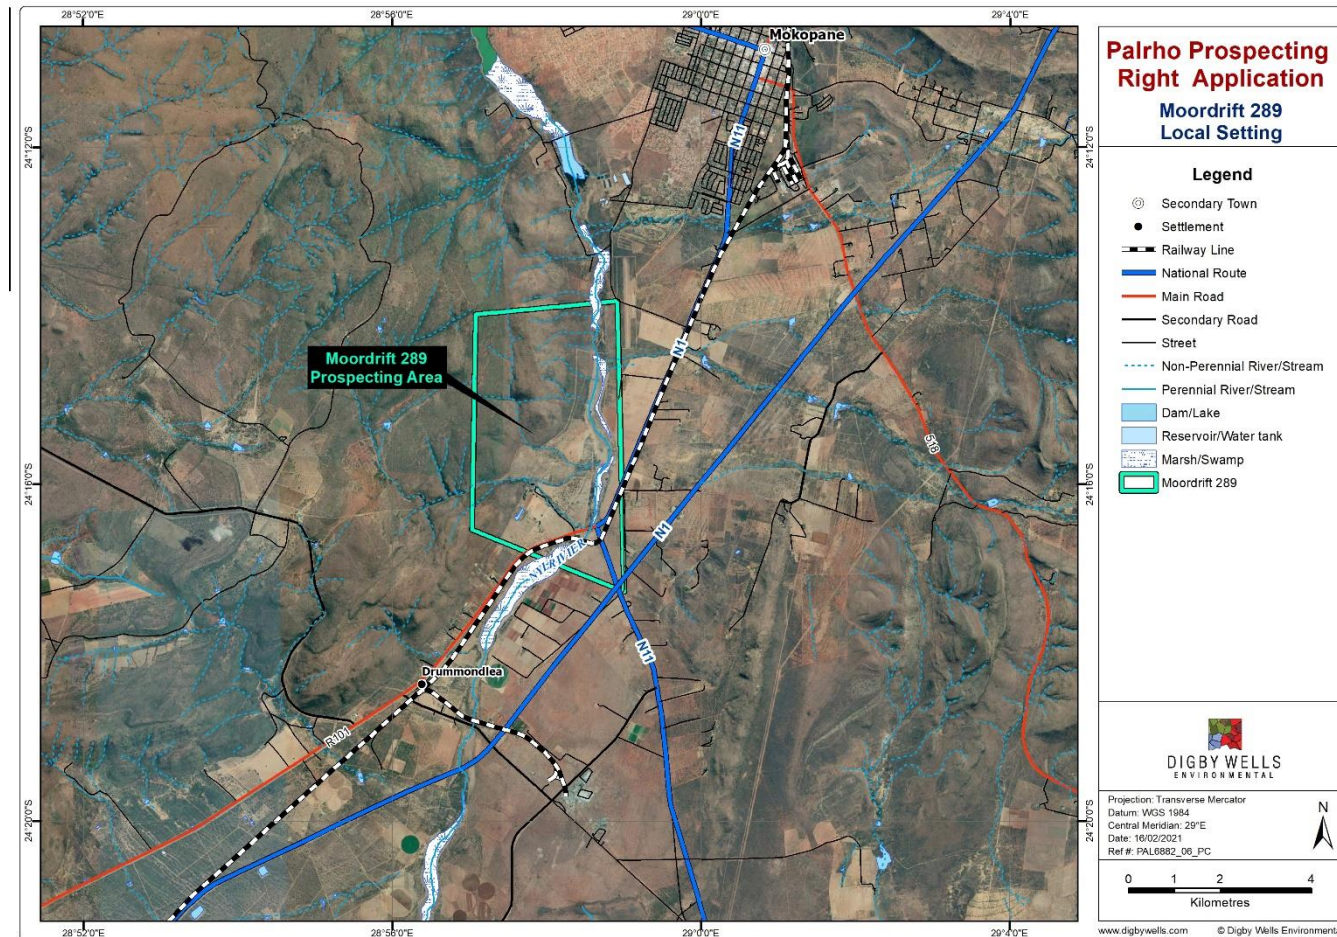 28°52'0"E
28°56'0"E
29°0'0"E
29°4'0"E
Mokopane
Palrho Prospecting
Right Application
Moordrift 289
Local Setting
24°12'0"S
24°12'0"S
N11
Legend
Secondary Town
Settlement
Railway Line
National Route
Main Road
Secondary Road
Street
Non-Perennial River/Stream
Perennial River/Stream
Dam/Lake
Reservoir/Water tank
Marsh/Swamp
Moordrift 289
Moordrift 289
Prospecting Area
N1
518
24°16'0"S
24°16'0"S
N1
NYLRIVIER
N11
Drummondlea
R101
DIGBY WELLS
ENVIRONMENTAL
Projection: Transverse Mercator
Datum: WGS 1984
Central Meridian: 29°E
Date: 16/02/2021
Ref #: PAL6882_06_PC
N
24°20'0"S
24°20'0"S
0 1 2 4
Kilometres
28°52'0"E
28°56'0"E
29°0'0"E
29°4'0"E
www.digbywells.com
© Digby Wells Environmenta